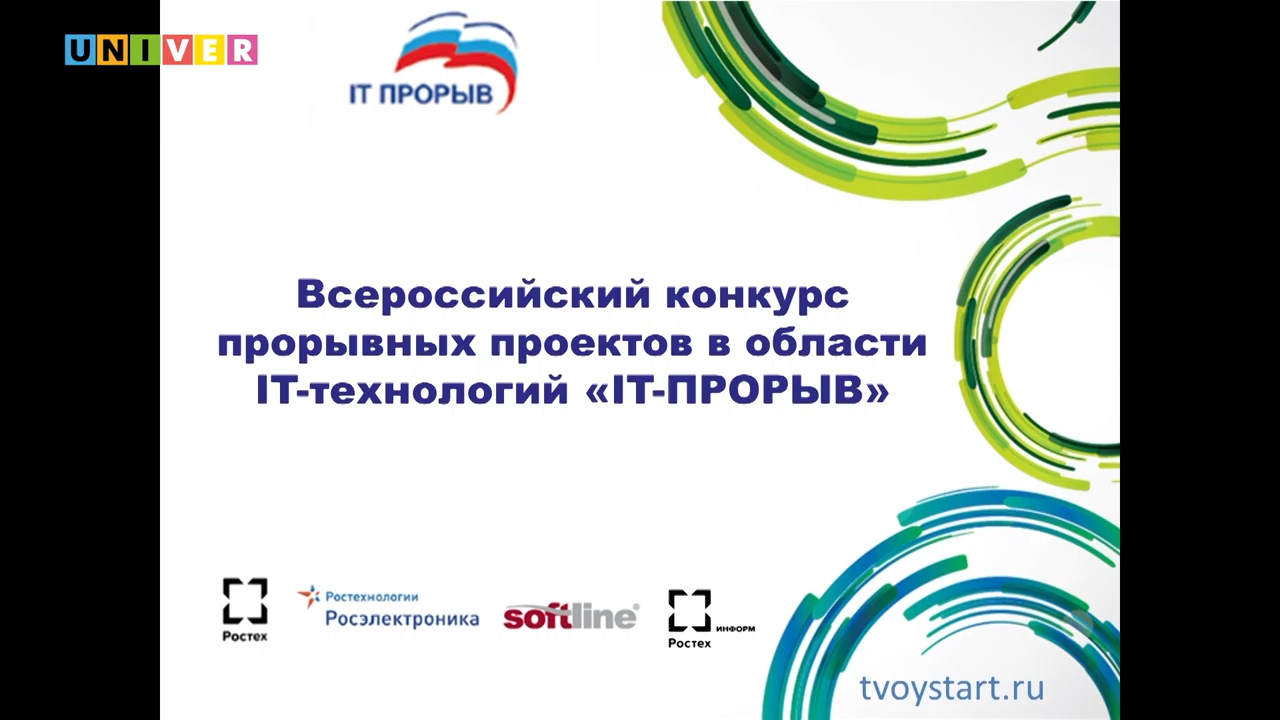 UNIVER
IT ПРОРЫВ
Всероссийский конкурс
прорывных проектов в области
IT-технологий «IT-ПРОРЫВ»
Ростех
Ростехнологии
Росэлектроника
softline®
Ростех
информ
tvoystart.ru